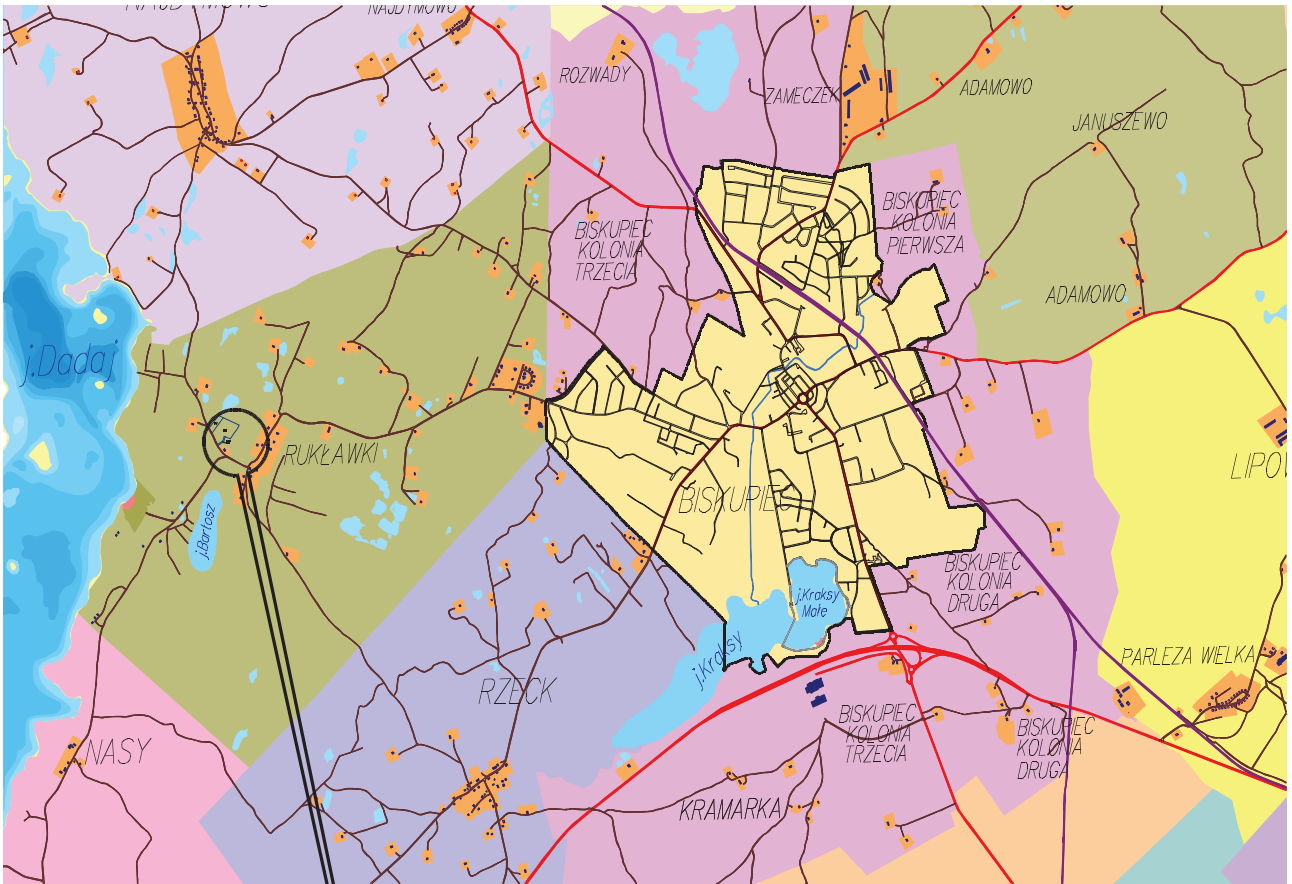 NAJDYMOWO
NAJDYMOWO
ROZWADY
ZAMECZEK
ADAMOWO
JANUSZEWO
BISKUPIEC
KOLONIA
PIERWSZA
BISKUPIEC
KOLONIA
TRZECIA
ADAMOWO
j.Dadaj
RUKŁAWKI
LIPOW
BISKUPIEC
j.Bartosz
BISKUPIEC
KOLONIA
DRUGA
j.Kraksy
Małe
j.Kraksy
PARLEZA WIELKA
RZECK
BISKUPIEC
KOLONIA
TRZECIA
BISKUPIEC
KOLONIA
DRUGA
NASY
KRAMARKA